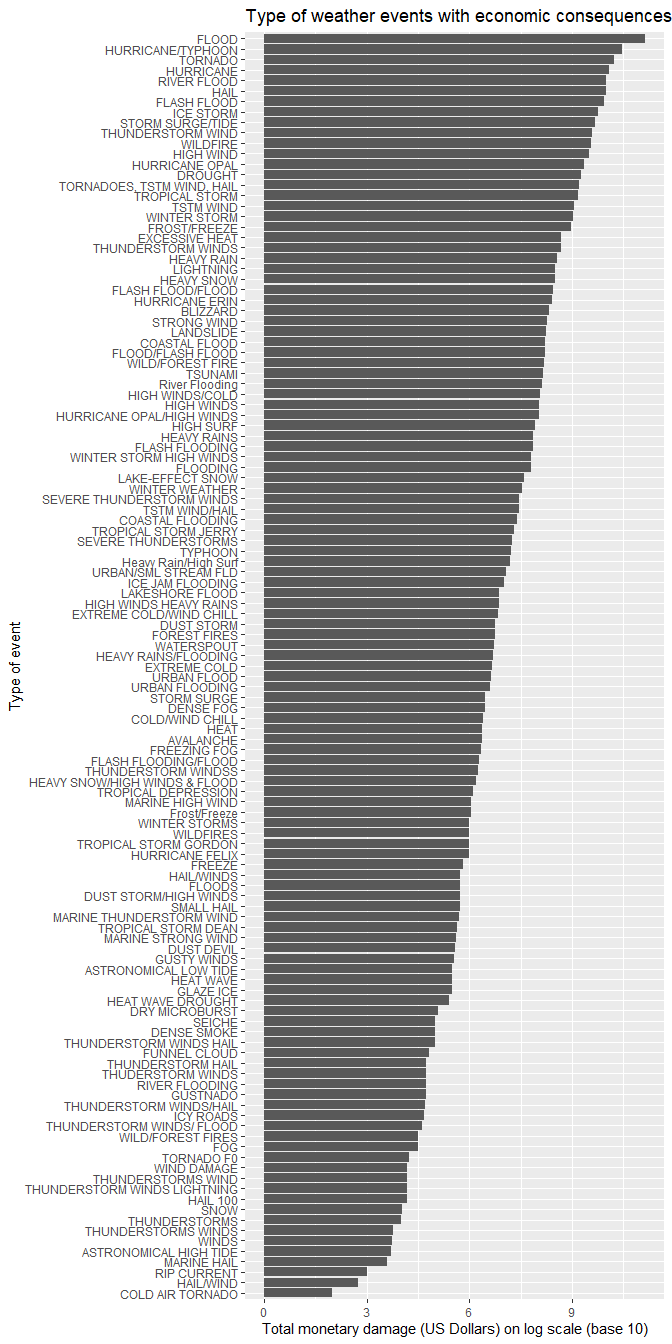 Type of weather events with economic consequences
Type of event
FLOOD
HURRICANE/TYPHOON
TORNADO
HURRICANE
RIVER FLOOD
HAIL
FLASH FLOOD
ICE STORM
STORM SURGE/TIDE
THUNDERSTORM WIND
WILDFIRE
HIGH WIND
HURRICANE OPAL
DROUGHT
TORNADOES, TSTM WIND, HAIL
TROPICAL STORM
TSTM WIND
WINTER STORM
FROST/FREEZE
EXCESSIVE HEAT
THUNDERSTORM WINDS
HEAVY RAIN
LIGHTNING
HEAVY SNOW
FLASH FLOOD/FLOOD
HURRICANE ERIN
BLIZZARD
STRONG WIND
LANDSLIDE
COASTAL FLOOD
FLOOD/FLASH FLOOD
WILD/FOREST FIRE
TSUNAMI
River Flooding
HIGH WINDS/COLD
HIGH WINDS
HURRICANE OPAL/HIGH WINDS
HIGH SURF
HEAVY RAINS
FLASH FLOODING
WINTER STORM HIGH WINDS
FLOODING
LAKE-EFFECT SNOW
WINTER WEATHER
SEVERE THUNDERSTORM WINDS
TSTM WIND/HAIL
COASTAL FLOODING
TROPICAL STORM JERRY
SEVERE THUNDERSTORMS
TYPHOON
Heavy Rain/High Surf
URBAN/SML STREAM FLD
ICE JAM FLOODING
LAKESHORE FLOOD
HIGH WINDS HEAVY RAINS
EXTREME COLD/WIND CHILL
DUST STORM
FOREST FIRES
WATERSPOUT
HEAVY RAINS/FLOODING
EXTREME COLD
URBAN FLOOD
URBAN FLOODING
STORM SURGE
DENSE FOG
COLD/WIND CHILL
HEAT
AVALANCHE
FREEZING FOG
FLASH FLOODING/FLOOD
THUNDERSTORM WINDSS
HEAVY SNOW/HIGH WINDS & FLOOD
TROPICAL DEPRESSION
MARINE HIGH WIND
Frost/Freeze
WINTER STORMS
WILDFIRES
TROPICAL STORM GORDON
HURRICANE FELIX
FREEZE
HAIL/WINDS
FLOODS
DUST STORM/HIGH WINDS
SMALL HAIL
MARINE THUNDERSTORM WIND
TROPICAL STORM DEAN
MARINE STRONG WIND
DUST DEVIL
GUSTY WINDS
ASTRONOMICAL LOW TIDE
HEAT WAVE
GLAZE ICE
HEAT WAVE DROUGHT
DRY MICROBURST
SEICHE
DENSE SMOKE
THUNDERSTORM WINDS HAIL
FUNNEL CLOUD
THUNDERSTORM HAIL
THUDERSTORM WINDS
RIVER FLOODING
GUSTNADO
THUNDERSTORM WINDS/HAIL
ICY ROADS
THUNDERSTORM WINDS/ FLOOD
WILD/FOREST FIRES
FOG
TORNADO F0
WIND DAMAGE
THUNDERSTORMS WIND
THUNDERSTORM WINDS LIGHTNING
HAIL 100
SNOW
THUNDERSTORMS
THUNDERSTORMS WINDS
WINDS
ASTRONOMICAL HIGH TIDE
MARINE HAIL
RIP CURRENT
HAIL/WIND
COLD AIR TORNADO
0 3 6 9
Total monetary damage (US Dollars) on log scale (base 10)